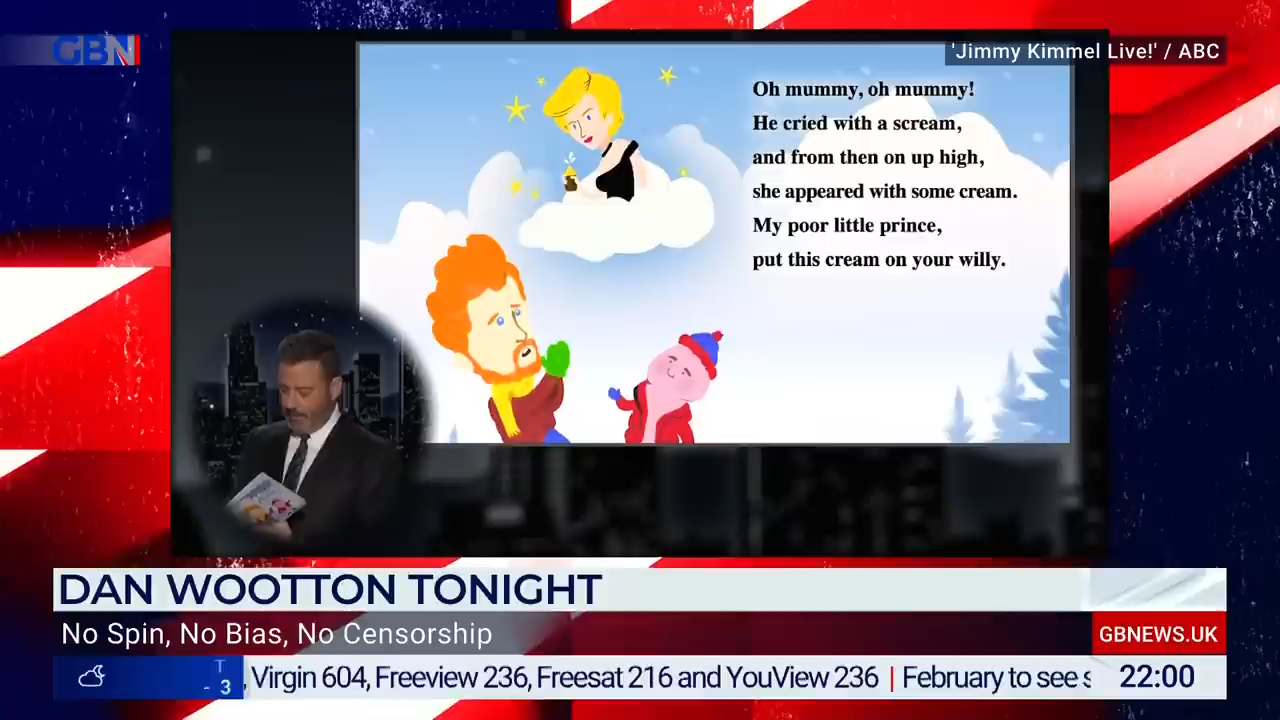 GBN
'Jimmy Kimmel Live!' / ABC
Oh mummy, oh mummy!
He cried with a scream,
and from then on up high,
she appeared with some cream.
My poor little prince,
put this cream on your willy.
DAN WOOTTON TONIGHT
No Spin, No Bias, No Censorship
GBNEWS.UK
T
- 3
, Virgin 604, Freeview 236, Freesat 216 and YouView 236 | February to see
22:00